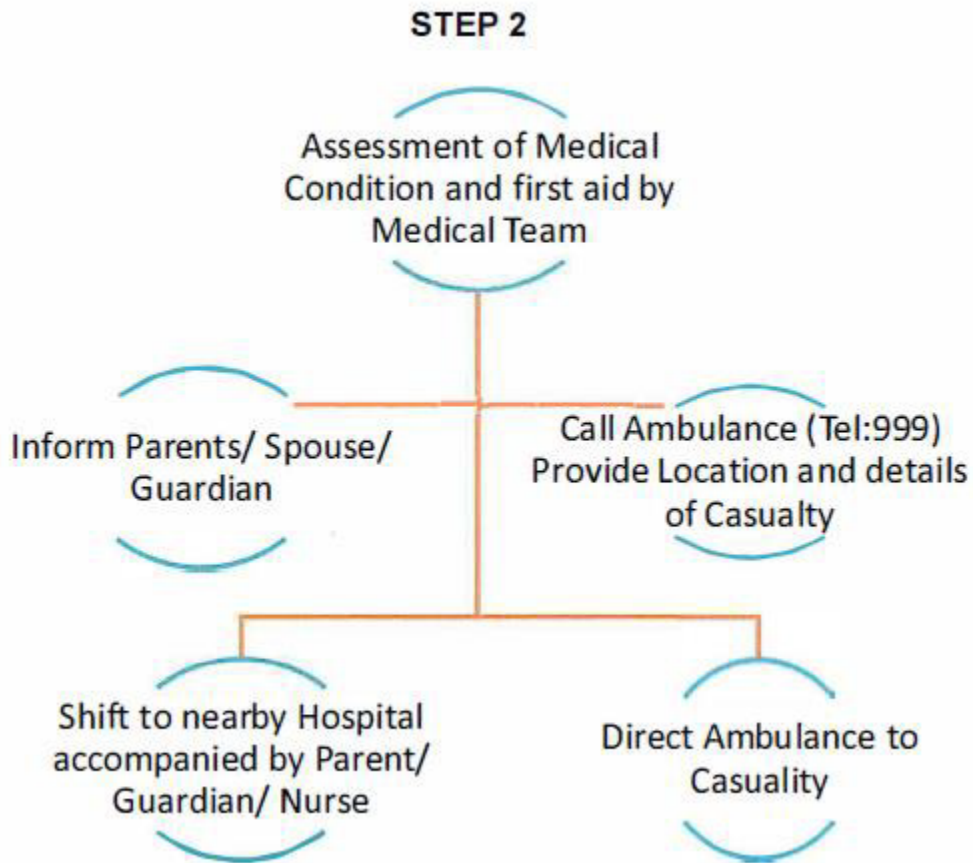 STEP 2
Assessment of Medical
Condition and first aid by
Medical Team
Inform Parents/ Spouse/
Guardian
Call Ambulance (Tel:999)
Provide Location and details
of Casualty
Shift to nearby Hospital
accompanied by Parent/
Guardian/ Nurse
Direct Ambulance to
Casuality